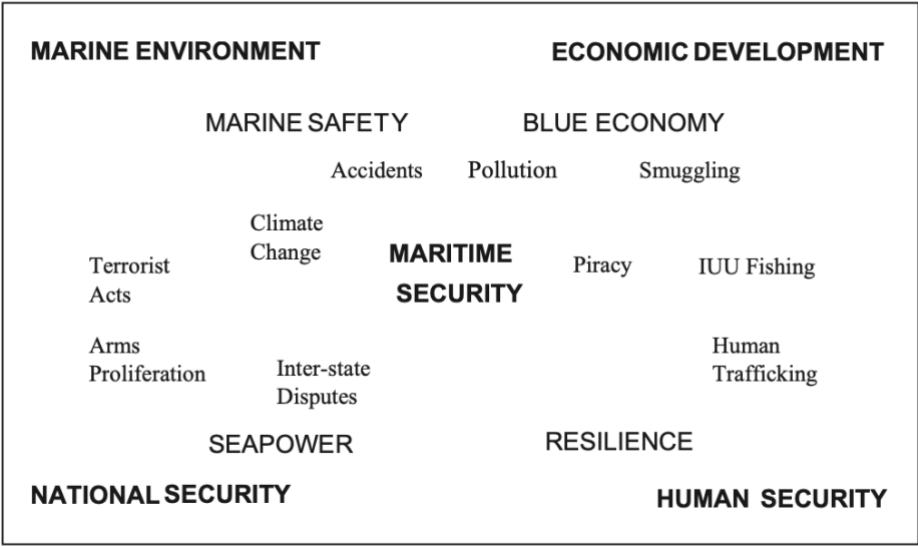 MARINE ENVIRONMENT
ECONOMIC DEVELOPMENT
MARINE SAFETY
BLUE ECONOMY
Accidents
Pollution
Smuggling
Climate
Change
MARITIME
SECURITY
Terrorist
Acts
Piracy
IUU Fishing
Arms
Proliferation
Inter-state
Disputes
Human
Trafficking
SEAPOWER
RESILIENCE
NATIONAL SECURITY
HUMAN SECURITY